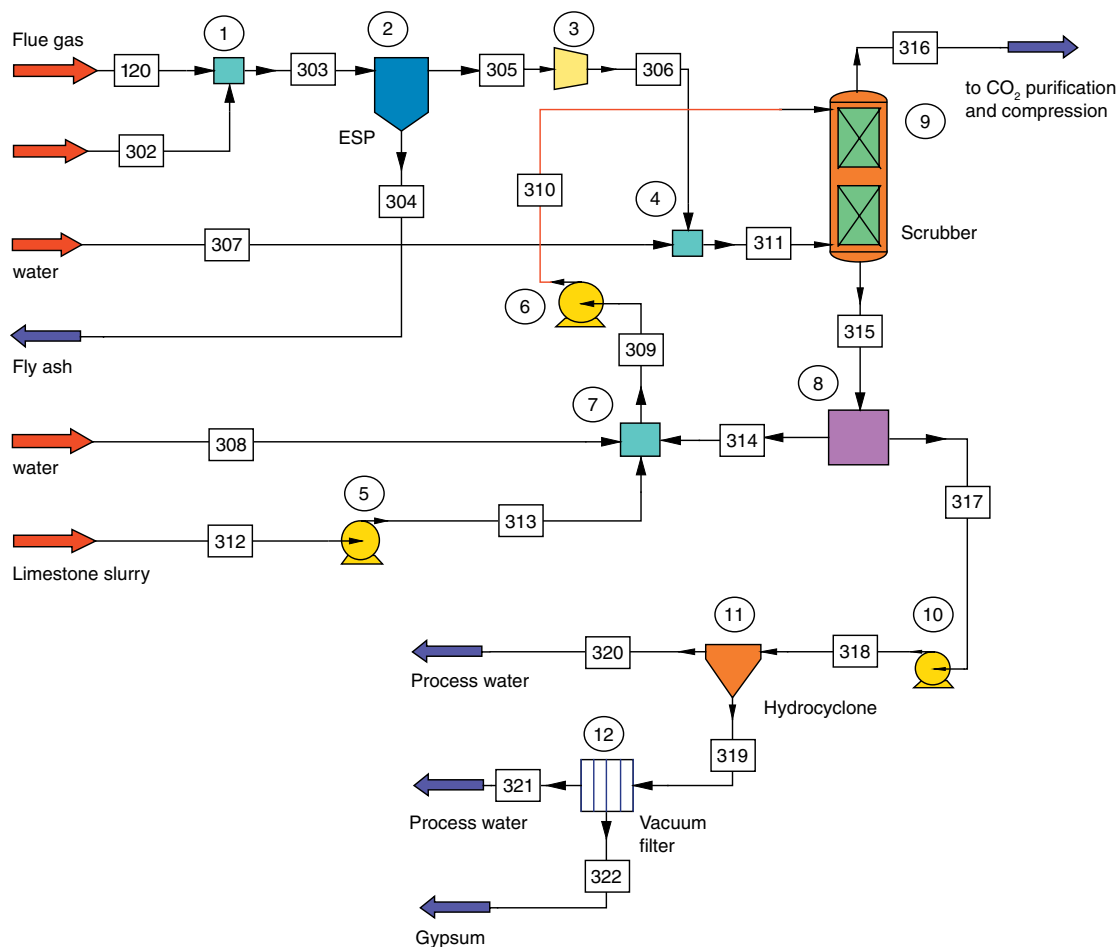 Flue gas
1
2
3
316
120
303
305
306
to CO₂ purification
and compression
9
302
ESP
310
304
4
307
311
Scrubber
water
6
315
309
Fly ash
8
7
308
314
water
5
317
313
312
Limestone slurry
11
10
320
318
Process water
Hydrocyclone
12
319
321
Process water
Vacuum
filter
322
Gypsum